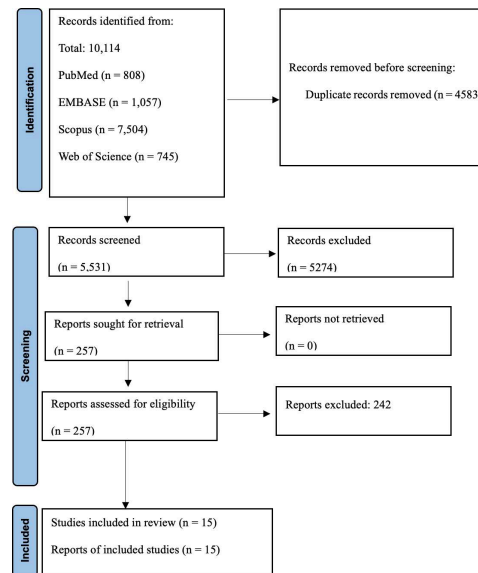 Identification
Records identified from:
Total: 10,114
PubMed (n = 808)
EMBASE (n = 1,057)
Scopus (n = 7,504)
Web of Science (n = 745)
Records removed before screening:
Duplicate records removed (n = 4583
Screening
Records screened
(n = 5,531)
Records excluded
(n = 5274)
Reports sought for retrieval
(n = 257)
Reports not retrieved
(n = 0)
Reports assessed for eligibility
(n = 257)
Reports excluded: 242
Included
Studies included in review (n = 15)
Reports of included studies (n = 15)